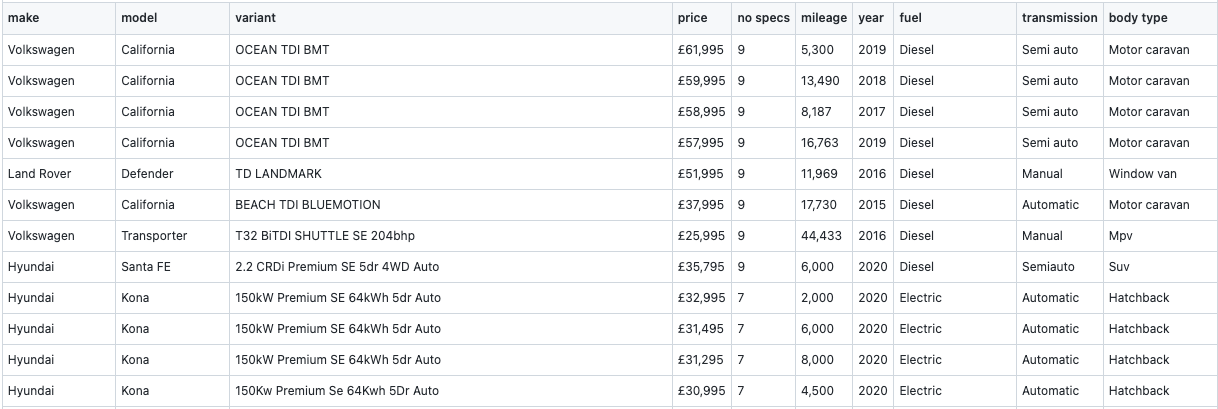 make model variant price no specs mileage year fuel transmission body type
Volkswagen California OCEAN TDI BMT £61,995 9 5,300 2019 Diesel Semi auto Motor caravan
Volkswagen California OCEAN TDI BMT £59,995 9 13,490 2018 Diesel Semi auto Motor caravan
Volkswagen California OCEAN TDI BMT £58,995 9 8,187 2017 Diesel Semi auto Motor caravan
Volkswagen California OCEAN TDI BMT £57,995 9 16,763 2019 Diesel Semi auto Motor caravan
Land Rover Defender TD LANDMARK £51,995 9 11,969 2016 Diesel Manual Window van
Volkswagen California BEACH TDI BLUEMOTION £37,995 9 17,730 2015 Diesel Automatic Motor caravan
Volkswagen Transporter T32 BiTDI SHUTTLE SE 204bhp £25,995 9 44,433 2016 Diesel Manual Mpv
Hyundai Santa FE 2.2 CRDi Premium SE 5dr 4WD Auto £35,795 9 6,000 2020 Diesel Semiauto Suv
Hyundai Kona 150kW Premium SE 64kWh 5dr Auto £32,995 7 2,000 2020 Electric Automatic Hatchback
Hyundai Kona 150kW Premium SE 64kWh 5dr Auto £31,495 7 6,000 2020 Electric Automatic Hatchback
Hyundai Kona 150kW Premium SE 64kWh 5dr Auto £31,295 7 8,000 2020 Electric Automatic Hatchback
Hyundai Kona 150Kw Premium Se 64Kwh 5Dr Auto £30,995 7 4,500 2020 Electric Automatic Hatchback